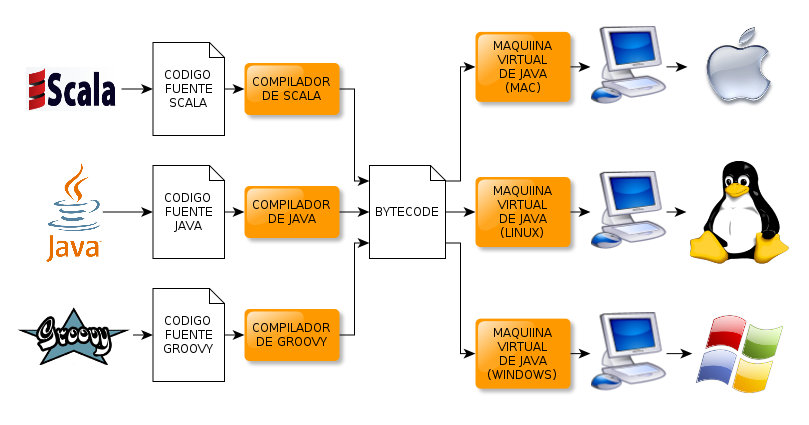 Scala
CODIGO
FUENTE
SCALA
COMPILADOR
DE SCALA
MAQUIINA
VIRTUAL
DE JAVA
(MAC)
Java
CODIGO
FUENTE
JAVA
COMPILADOR
DE JAVA
BYTECODE
MAQUIINA
VIRTUAL
DE JAVA
(LINUX)
Groovy
CODIGO
FUENTE
GROOVY
COMPILADOR
DE GROOVY
MAQUIINA
VIRTUAL
DE JAVA
(WINDOWS)